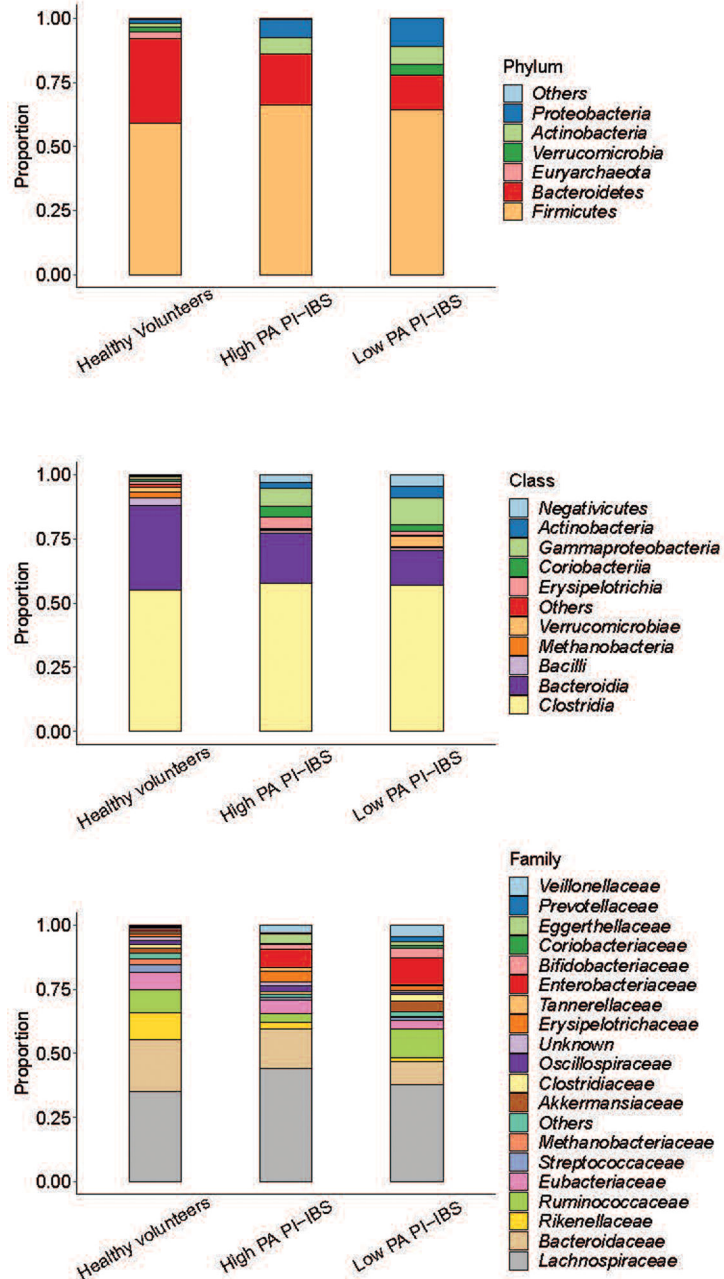 1.00
0.75
0.50
0.25
0.00
Proportion
Healthy Volunteers
High PA PI-IBS
Low PA PI-IBS
Phylum
Others
Proteobacteria
Actinobacteria
Verrucomicrobia
Euryarchaeota
Bacteroidetes
Firmicutes
1.00
0.75
0.50
0.25
0.00
Proportion
Healthy volunteers
High PA PI-IBS
Low PA PI-IBS
Class
Negativicutes
Actinobacteria
Gammaproteobacteria
Coriobacteriia
Erysipelotrichia
Others
Verrucomicrobiae
Methanobacteria
Bacilli
Bacteroidia
Clostridia
1.00
0.75
0.50
0.25
0.00
Proportion
Healthy volunteers
High PA PI-IBS
Low PA PI-IBS
Family
Veillonellaceae
Prevotellaceae
Eggerthellaceae
Coriobacteriaceae
Bifidobacteriaceae
Enterobacteriaceae
Tannerellaceae
Erysipelotrichaceae
Unknown
Oscillospiraceae
Clostridiaceae
Akkermansiaceae
Others
Methanobacteriaceae
Streptococcaceae
Eubacteriaceae
Ruminococcaceae
Rikenellaceae
Bacteroidaceae
Lachnospiraceae